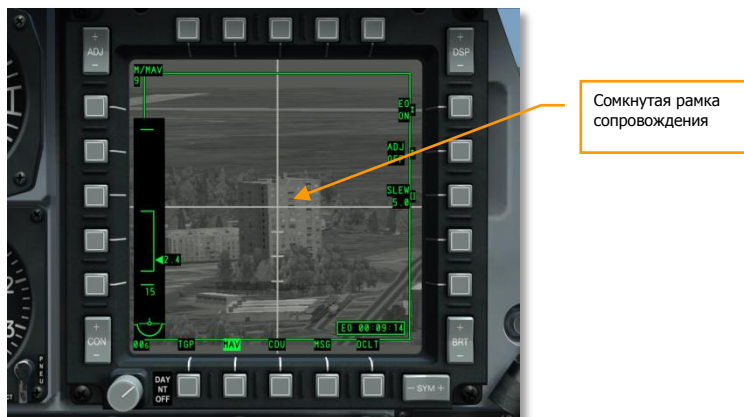 ADJ
DSP
M/MAV
9
EO
ON
ADJ
OFF
SLEW
5.0
2.4
15
EO 00:09:14
TGP
MAV
CDU
MSG
OCLT
CON
BRT
DAY
NT
OFF
- SYM +
Сомкнутая рамка
сопровождения